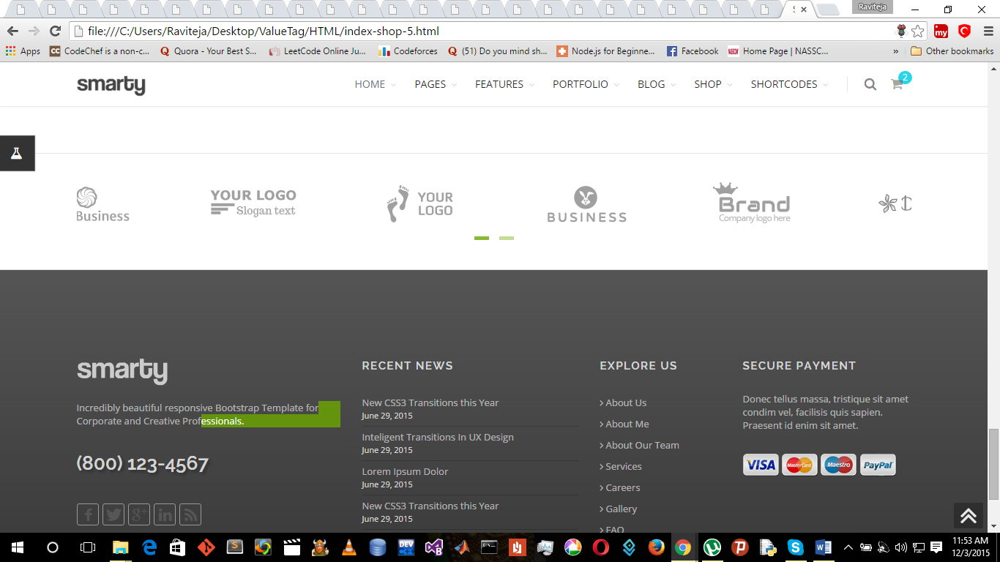 Raviteja
file:///C:/Users/Raviteja/Desktop/ValueTag/HTML/index-shop-5.html
my
Apps
CC CodeChef is a non-c...
Quora - Your Best S...
LeetCode Online Ju...
Codeforces
(51) Do you mind sh...
Node.js for Beginne...
Facebook
Home Page | NASSC...
»
Other bookmarks
smarty
HOME
PAGES
FEATURES
PORTFOLIO
BLOG
SHOP
SHORTCODES
2
Business
YOUR LOGO
Slogan text
YOUR
LOGO
BUSINESS
Brand
Company logo here
smarty
Incredibly beautiful responsive Bootstrap Template for
Corporate and Creative Professionals.
(800) 123-4567
RECENT NEWS
New CSS3 Transitions this Year
June 29, 2015
Inteligent Transitions In UX Design
June 29, 2015
Lorem Ipsum Dolor
June 29, 2015
New CSS3 Transitions this Year
June 29, 2015
EXPLORE US
› About Us
› About Me
› About Our Team
› Services
› Careers
› Gallery
› FAQ
SECURE PAYMENT
Donec tellus massa, tristique sit amet
condim vel, facilisis quis sapien.
Praesent id enim sit amet.
VISA
MasterCard
Maestro
PayPal
DEV
11:53 AM
12/3/2015